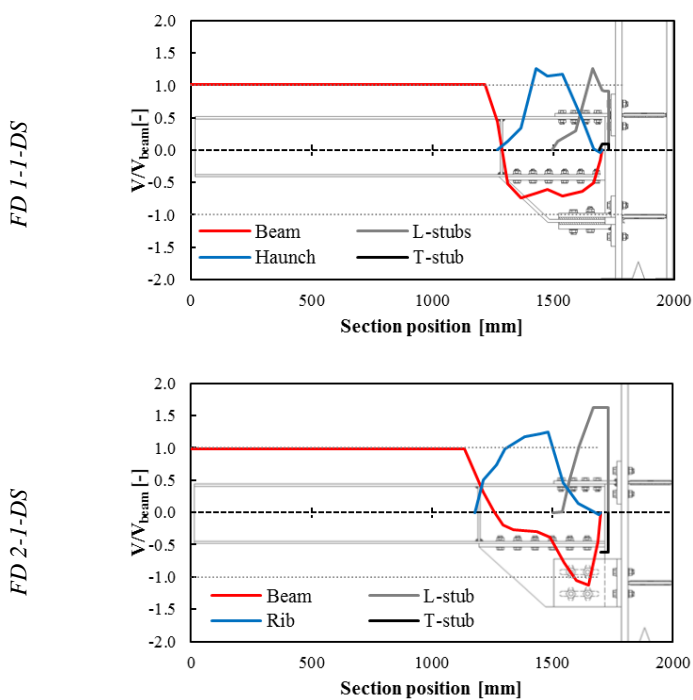 FD 1-1-DS
V/Vbeam[-]
2.0
1.5
1.0
0.5
0.0
-0.5
-1.0
-1.5
-2.0
Beam
L-stubs
Haunch
T-stub
0
500
1000
1500
2000
Section position [mm]
FD 2-1-DS
V/Vbeam [-]
2.0
1.5
1.0
0.5
0.0
-0.5
-1.0
-1.5
-2.0
Beam
L-stub
Rib
T-stub
0
500
1000
1500
2000
Section position [mm]